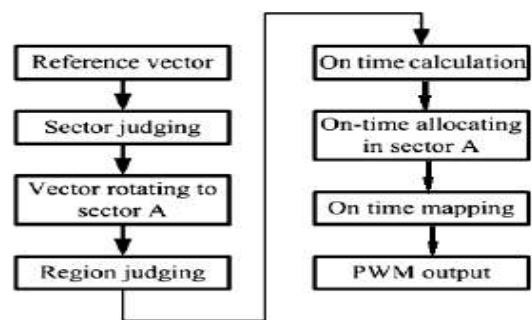 Reference vector
Sector judging
Vector rotating to
sector A
Region judging
On time calculation
On-time allocating
in sector A
On time mapping
PWM output